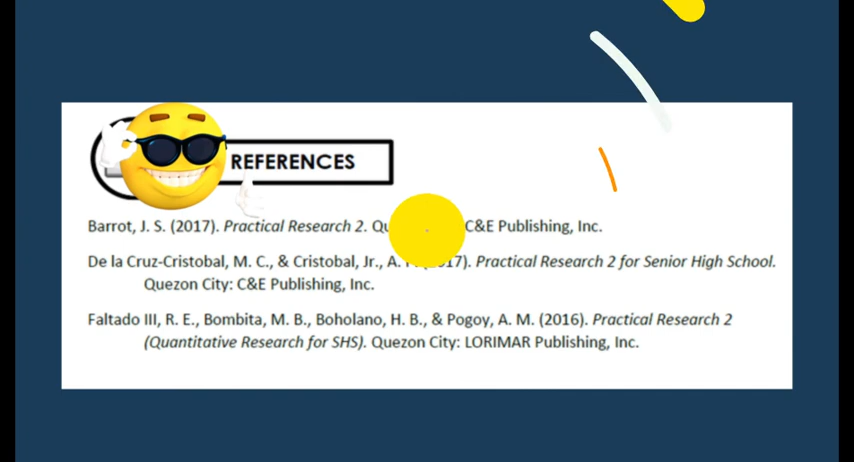 REFERENCES
Barrot, J. S. (2017). Practical Research 2. C&E Publishing, Inc.
De la Cruz-Cristobal, M. C., & Cristobal, Jr., A. Practical Research 2 for Senior High School.
Quezon City: C&E Publishing, Inc.
Faltado III, R. E., Bombita, M. B., Boholano, H. B., & Pogoy, A. M. (2016). Practical Research 2
(Quantitative Research for SHS). Quezon City: LORIMAR Publishing, Inc.